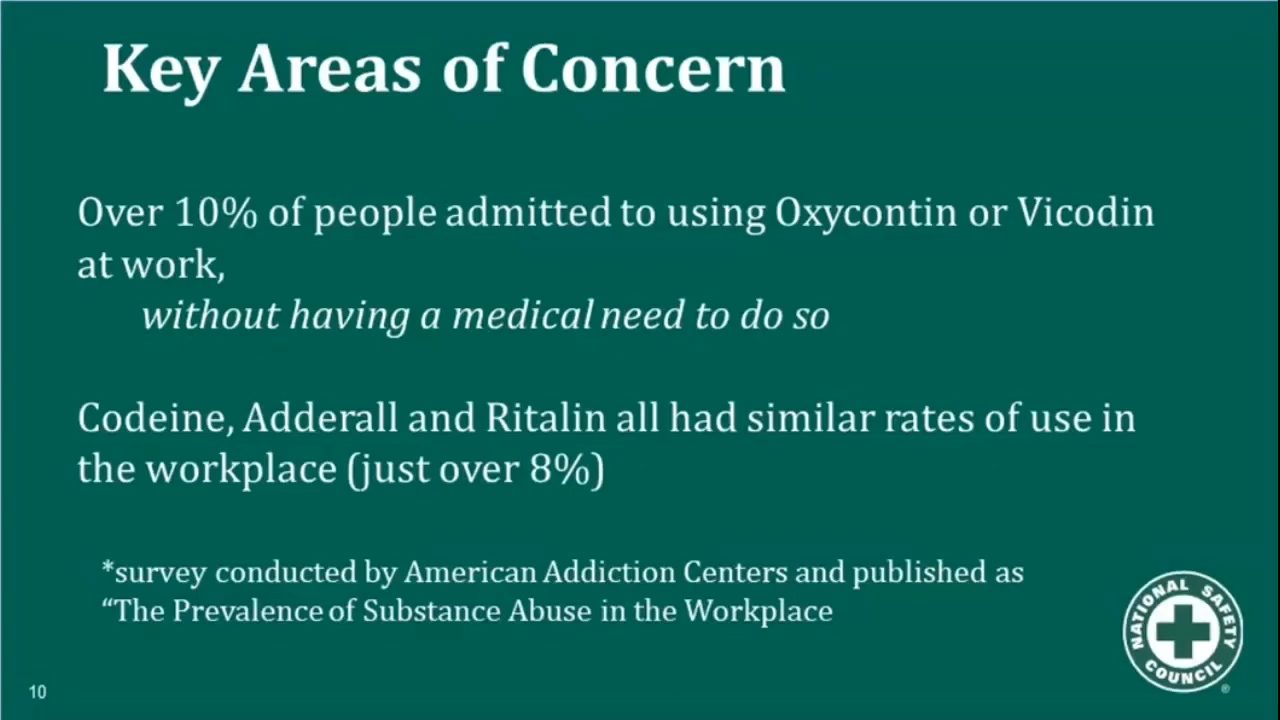 Key Areas of Concern
Over 10% of people admitted to using Oxycontin or Vicodin
at work,
without having a medical need to do so
Codeine, Adderall and Ritalin all had similar rates of use in
the workplace (just over 8%)
*survey conducted by American Addiction Centers and published as
“The Prevalence of Substance Abuse in the Workplace
NATIONAL SAFETY
COUNCIL
®
10